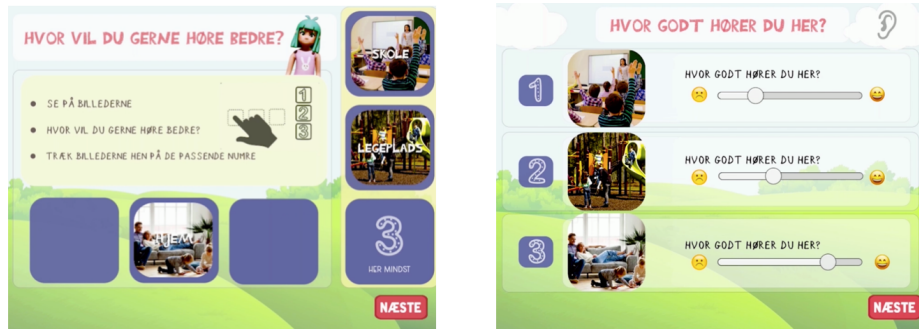 HVOR VIL DU GERNE HØRE BEDRE?
SKOLE
SE PÅ BILLEDERNE
HVOR VIL DU GERNE HØRE BEDRE?
TRÆK BILLEDERNE HEN PÅ DE PASSENDE NUMRE
1
2
3
LEGEPLADS
HJEM
3
HER MINDST
NÆSTE
HVOR GODT HØRER DU HER?
1
HVOR GODT HØRER DU HER?
2
HVOR GODT HØRER DU HER?
3
HVOR GODT HØRER DU HER?
NÆSTE